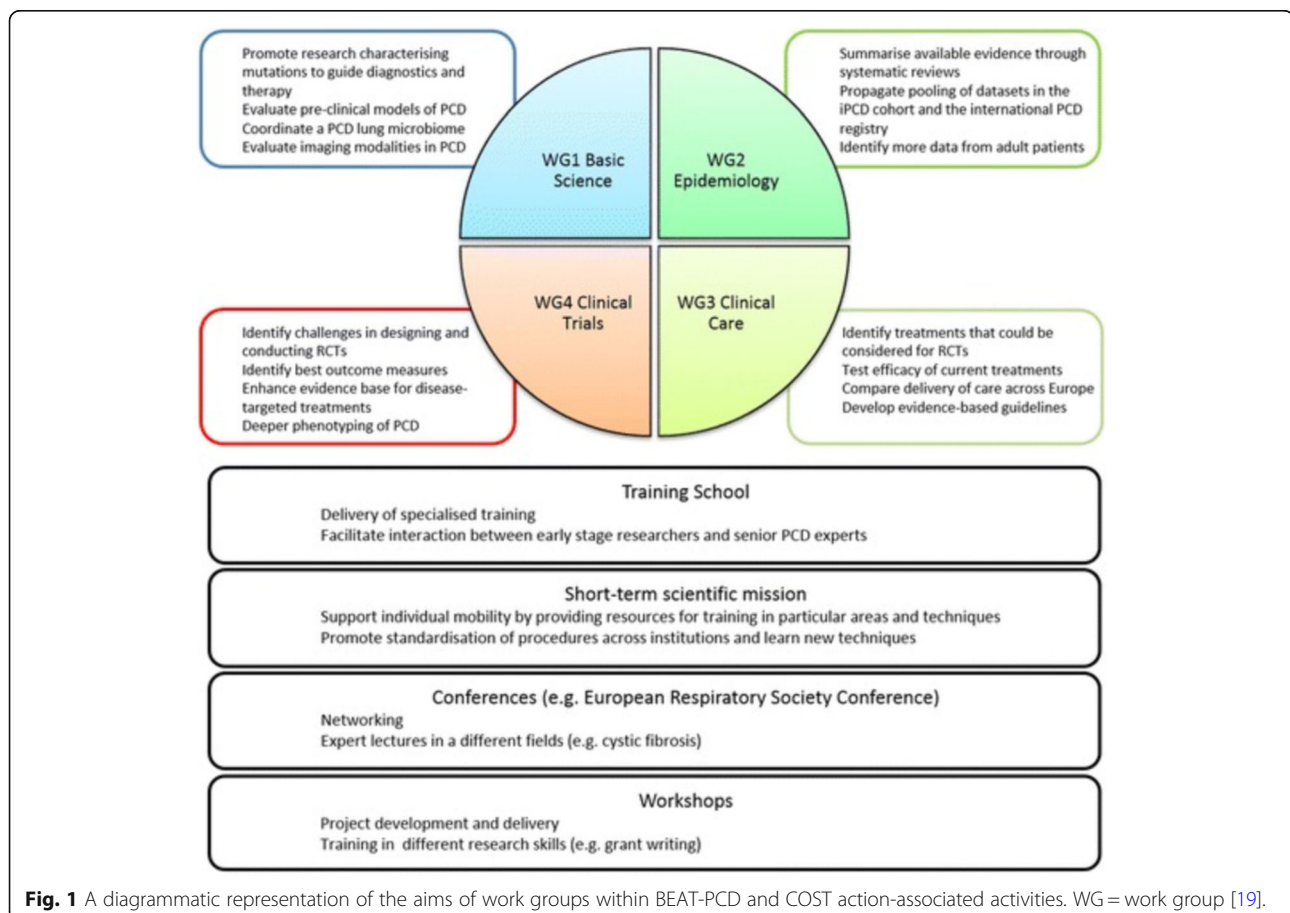 Promote research characterising
mutations to guide diagnostics and
therapy
Evaluate pre-clinical models of PCD
Coordinate a PCD lung microbiome
Evaluate imaging modalities in PCD
WG1 Basic
Science
WG2
Epidemiology
Summarise available evidence through
systematic reviews
Propagate pooling of datasets in the
iPCD cohort and the international PCD
registry
Identify more data from adult patients
Identify challenges in designing and
conducting RCTs
Identify best outcome measures
Enhance evidence base for disease-
targeted treatments
Deeper phenotyping of PCD
WG4 Clinical
Trials
WG3 Clinical
Care
Identify treatments that could be
considered for RCTs
Test efficacy of current treatments
Compare delivery of care across Europe
Develop evidence-based guidelines
Training School
Delivery of specialised training
Facilitate interaction between early stage researchers and senior PCD experts
Short-term scientific mission
Support individual mobility by providing resources for training in particular areas and techniques
Promote standardisation of procedures across institutions and learn new techniques
Conferences (e.g. European Respiratory Society Conference)
Networking
Expert lectures in a different fields (e.g. cystic fibrosis)
Workshops
Project development and delivery
Training in different research skills (e.g. grant writing)
Fig. 1 A diagrammatic representation of the aims of work groups within BEAT-PCD and COST action-associated activities. WG = work group [19].